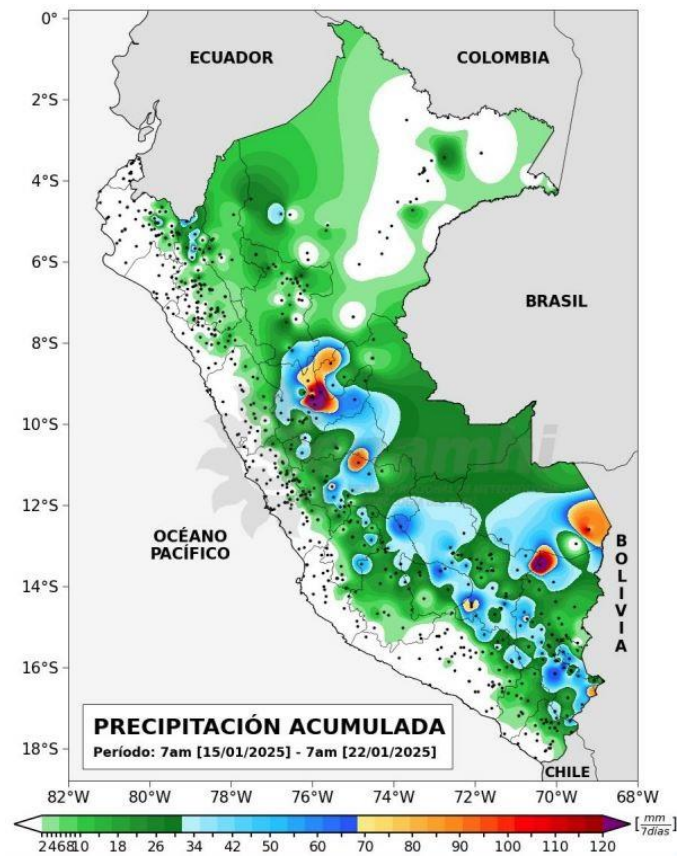 0°
ECUADOR
COLOMBIA
2°S
4°S
6°S
BRASIL
8°S
10°S
senamhi
12°S
OCÉANO
PACÍFICO
BOLIVIA
14°S
16°S
PRECIPITACIÓN ACUMULADA
Período: 7am [15/01/2025] - 7am [22/01/2025]
18°S
CHILE
82°W 80°W 78°W 76°W 74°W 72°W 70°W 68°W
2 4 6 8 10 18 26 34 42 50 60 70 80 90 100 110 120 [mm/7días]